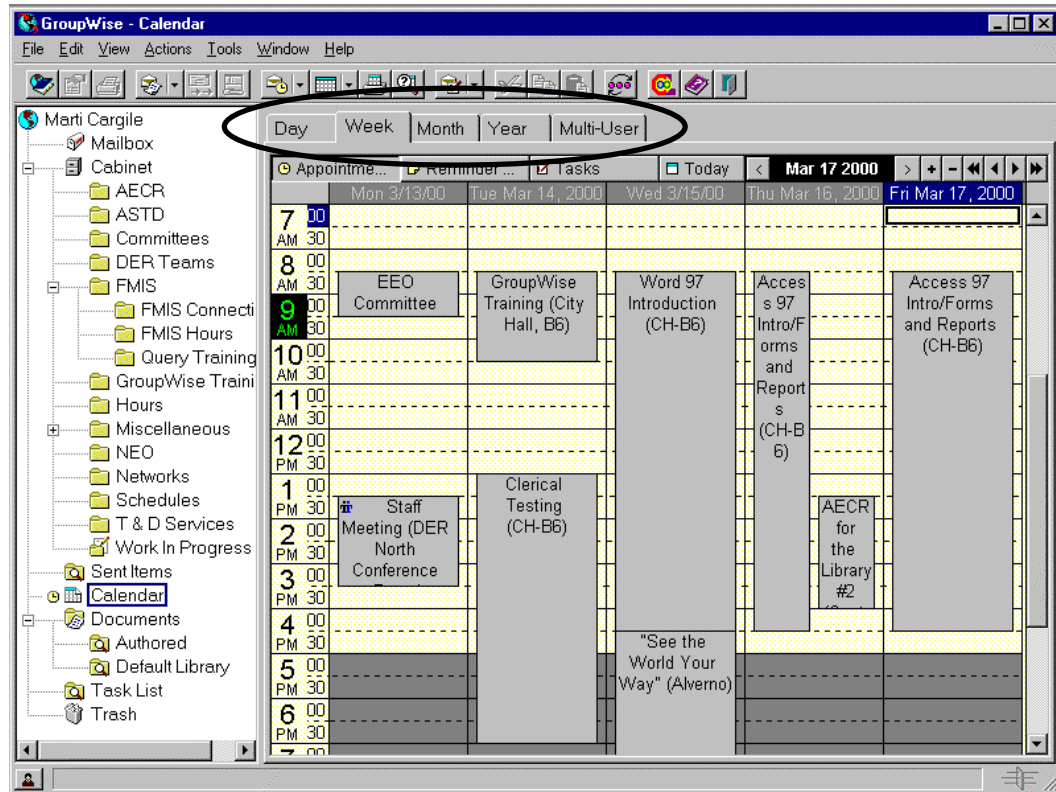 GroupWise - Calendar
File Edit View Actions Tools Window Help
Marti Cargile
Mailbox
Cabinet
AECR
ASTD
Committees
DER Teams
FMIS
FMIS Connecti
FMIS Hours
Query Training
GroupWise Traini
Hours
Miscellaneous
NEO
Networks
Schedules
T & D Services
Work In Progress
Sent Items
Calendar
Documents
Authored
Default Library
Task List
Trash
Day Week Month Year Multi-User
Appointme... Reminder ... Tasks Today < Mar 17 2000 > + -
Mon 3/13/00 Tue Mar 14, 2000 Wed 3/15/00 Thu Mar 16, 2000 Fri Mar 17, 2000
7 00
AM 30
8 00
AM 30
9 00
AM 30
10 00
AM 30
11 00
AM 30
12 00
PM 30
1 00
PM 30
2 00
PM 30
3 00
PM 30
4 00
PM 30
5 00
PM 30
6 00
PM 30
EEO
Committee
Staff
Meeting (DER
North
Conference
GroupWise
Training (City
Hall, B6)
Clerical
Testing
(CH-B6)
Word 97
Introduction
(CH-B6)
"See the
World Your
Way" (Alverno)
Acces
s 97
Intro/F
orms
and
Report
s
(CH-B
6)
AECR
for
the
Library
#2
Access 97
Intro/Forms
and Reports
(CH-B6)